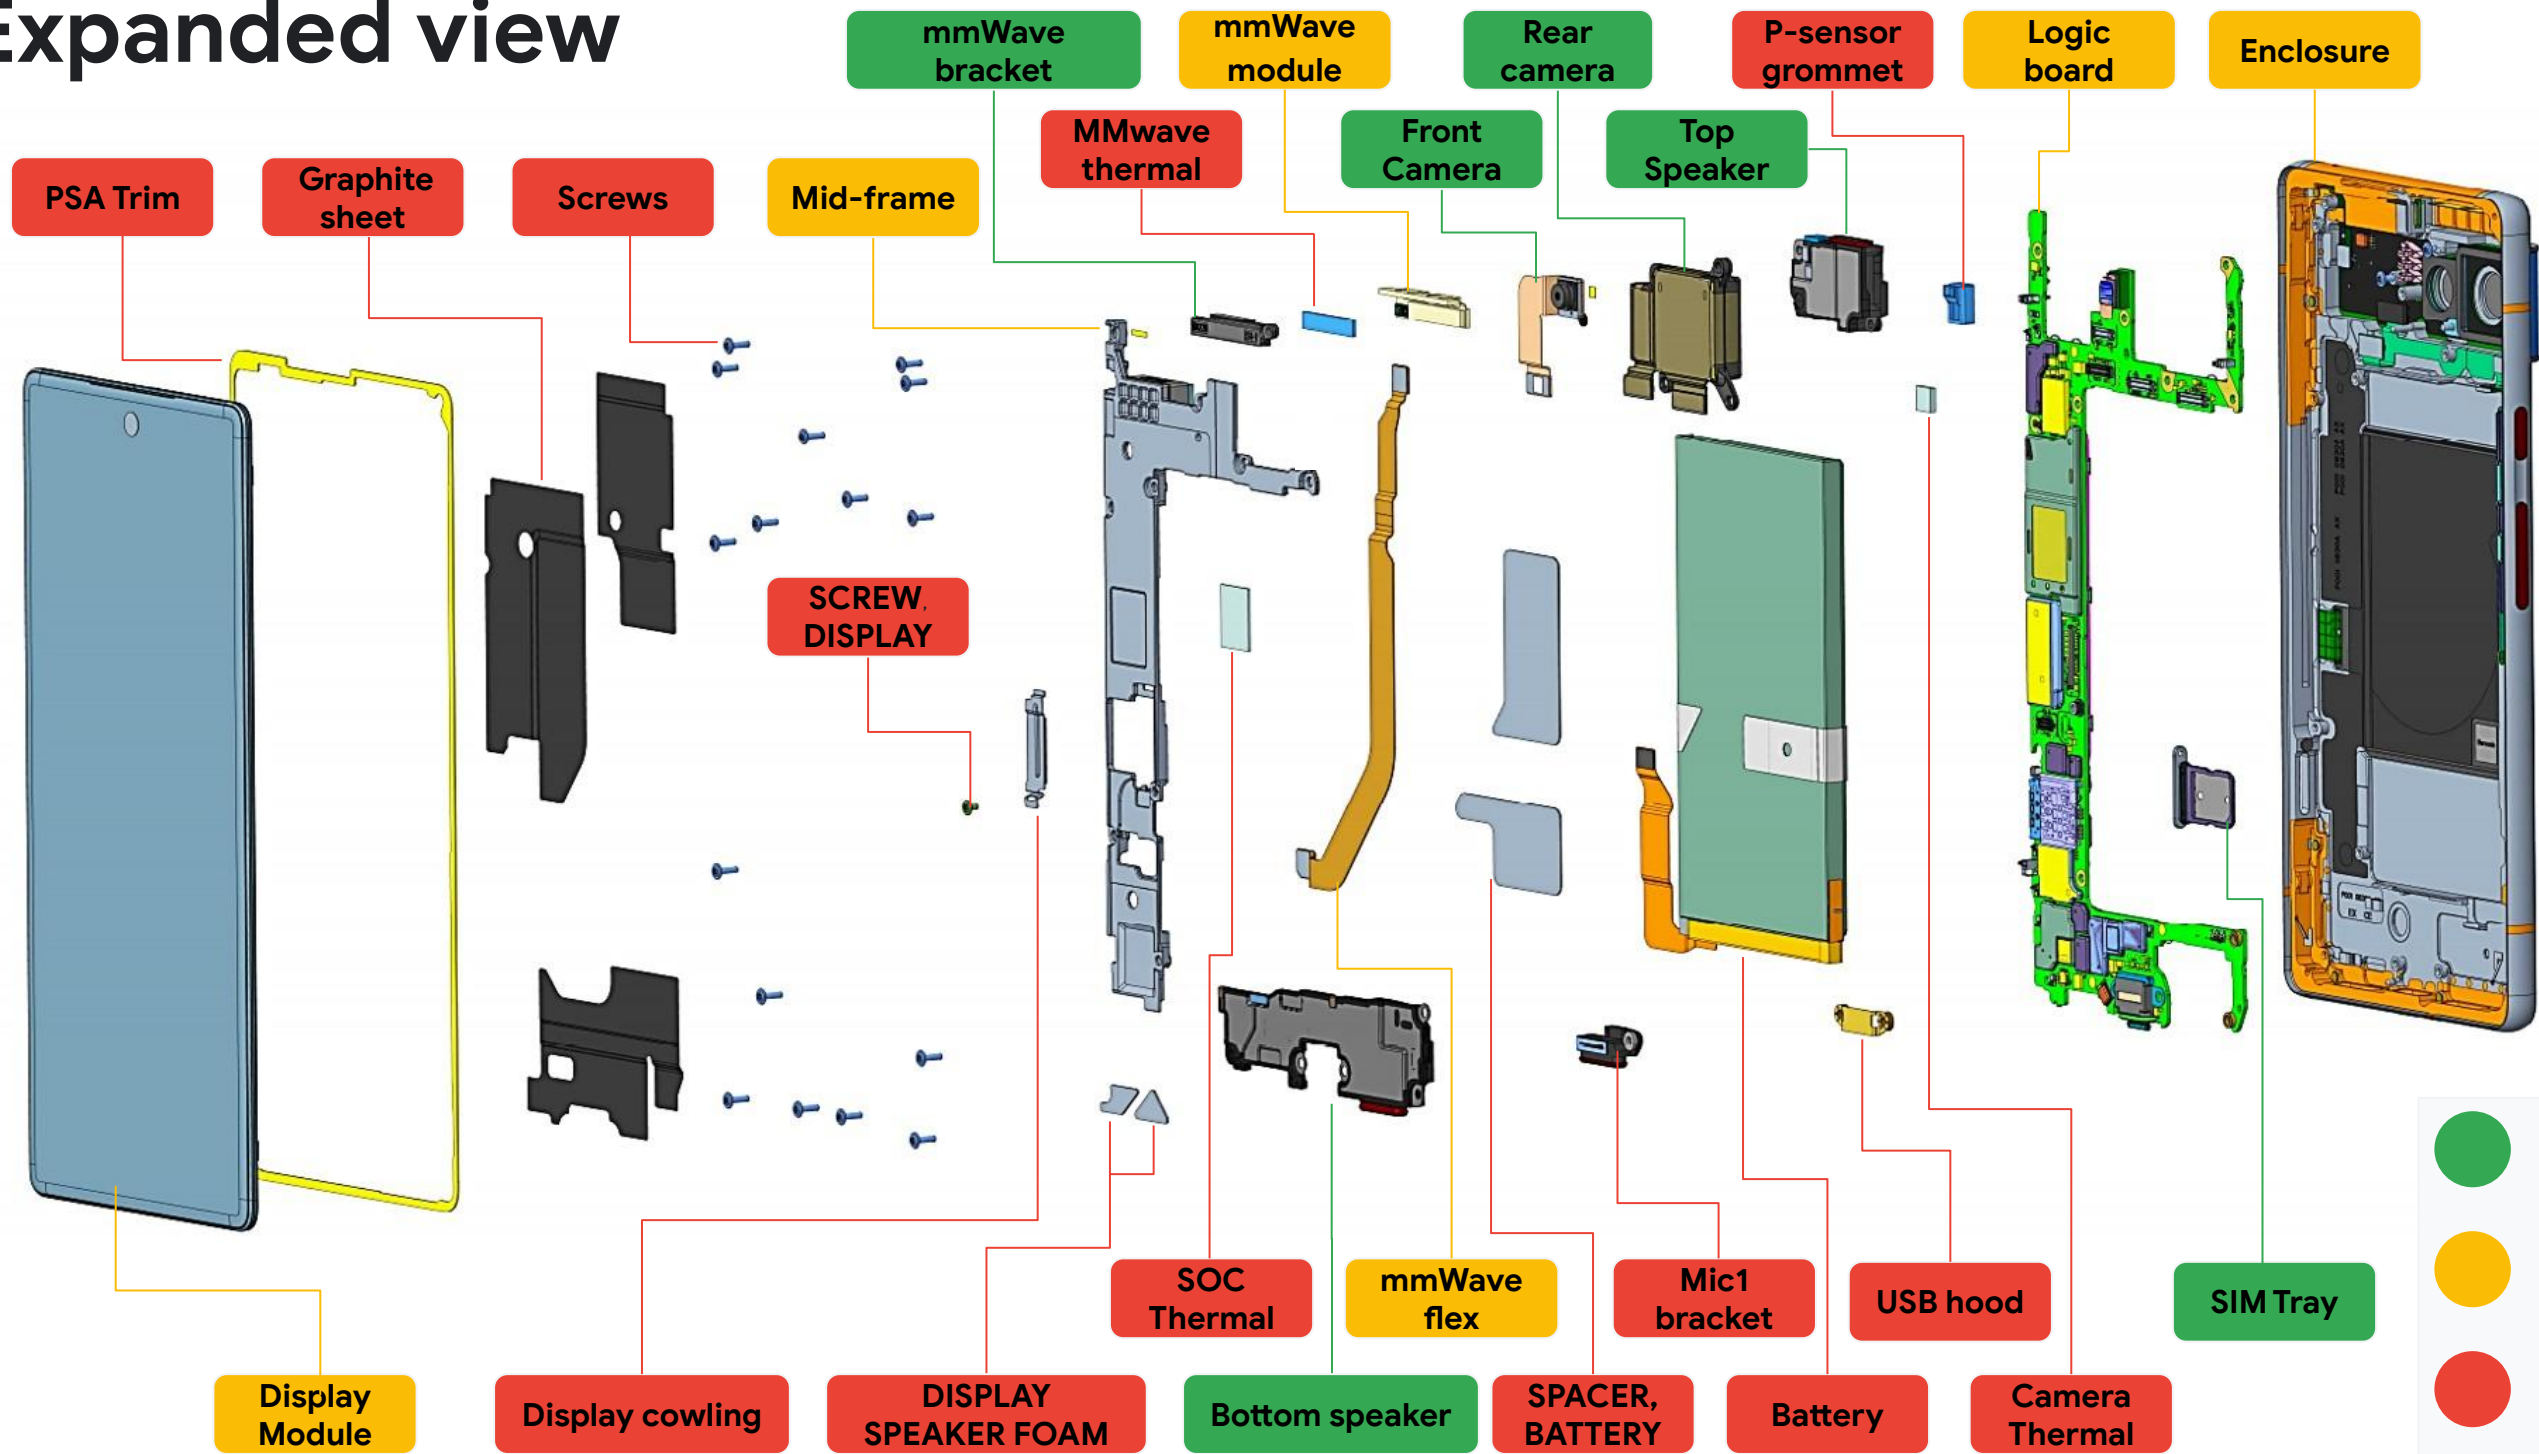 Expanded view
mmWave
bracket
mmWave
module
Rear
camera
P-sensor
grommet
Logic
board
Enclosure
MMwave
thermal
Front
Camera
Top
Speaker
PSA Trim
Graphite
sheet
Screws
Mid-frame
SCREW,
DISPLAY
SOC
Thermal
mmWave
flex
Mic1
bracket
USB hood
SIM Tray
Display
Module
Display cowling
DISPLAY
SPEAKER FOAM
Bottom speaker
SPACER,
BATTERY
Battery
Camera
Thermal